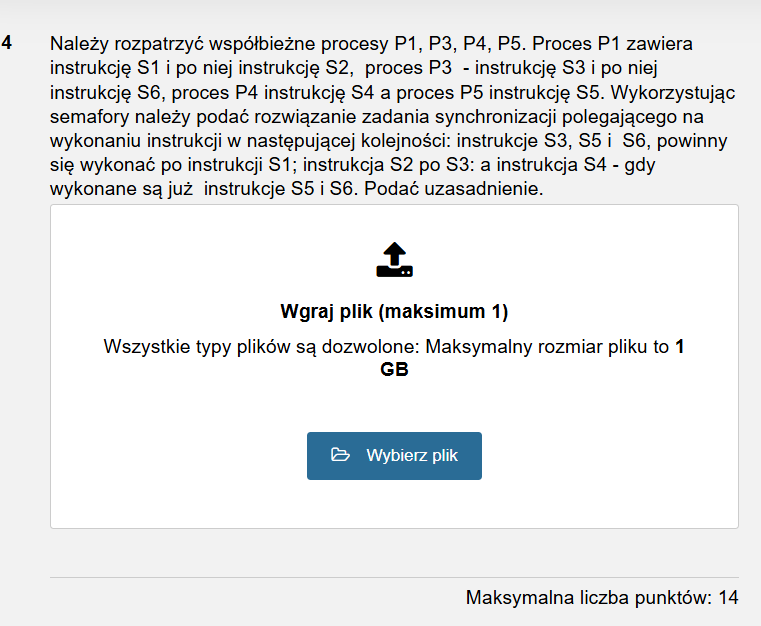 4 Należy rozpatrzyć współbieżne procesy P1, P3, P4, P5. Proces P1 zawiera
instrukcję S1 i po niej instrukcję S2, proces P3 - instrukcję S3 i po niej
instrukcję S6, proces P4 instrukcję S4 a proces P5 instrukcję S5. Wykorzystując
semafory należy podać rozwiązanie zadania synchronizacji polegającego na
wykonaniu instrukcji w następującej kolejności: instrukcje S3, S5 i S6, powinny
się wykonać po instrukcji S1; instrukcja S2 po S3: a instrukcja S4 - gdy
wykonane są już instrukcje S5 i S6. Podać uzasadnienie.
Wgraj plik (maksimum 1)
Wszystkie typy plików są dozwolone: Maksymalny rozmiar pliku to 1
GB
Wybierz plik
Maksymalna liczba punktów: 14